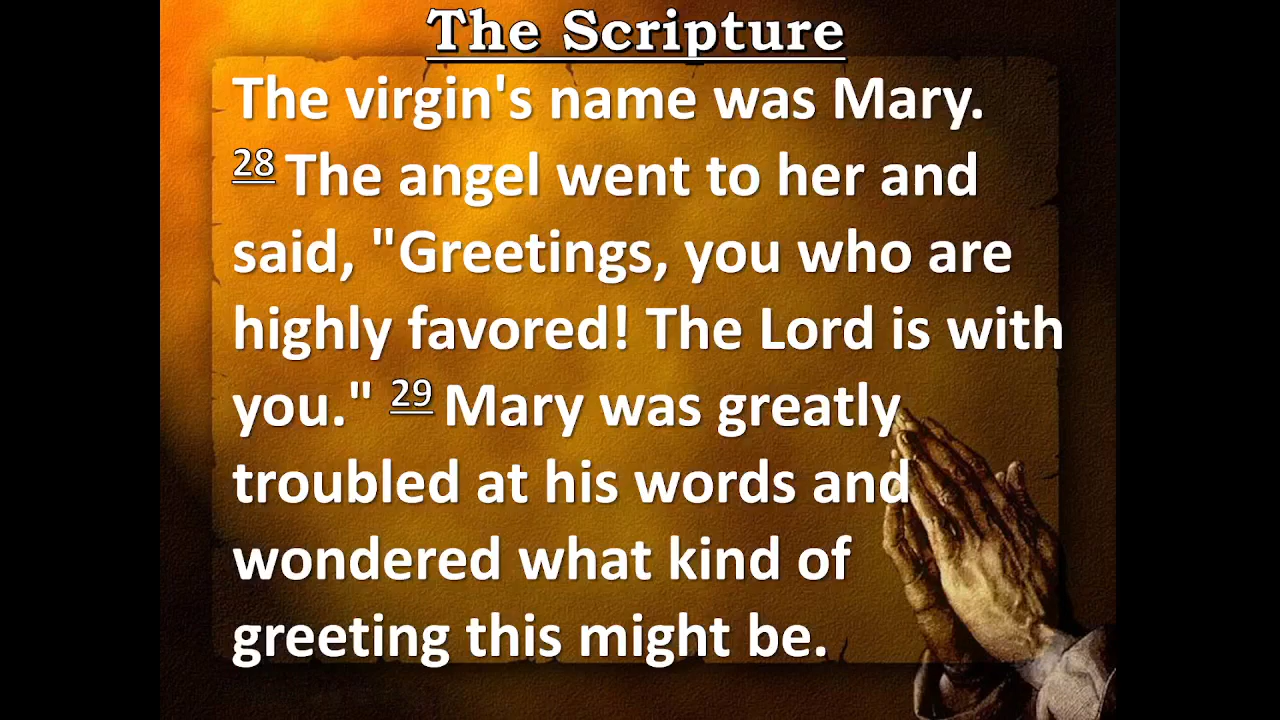 The Scripture
The virgin's name was Mary.
28 The angel went to her and
said, "Greetings, you who are
highly favored! The Lord is with
you." 29 Mary was greatly
troubled at his words and
wondered what kind of
greeting this might be.